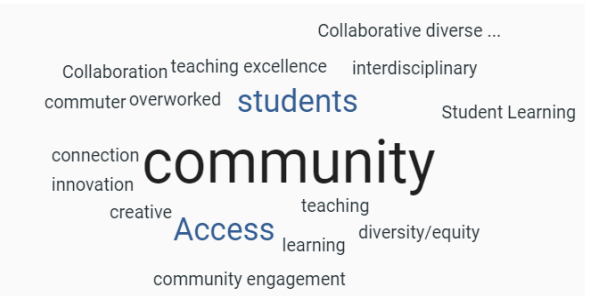 Collaborative diverse ...
Collaboration teaching excellence interdisciplinary
commuter overworked students
Student Learning
connection community
innovation
creative teaching
Access learning diversity/equity
community engagement